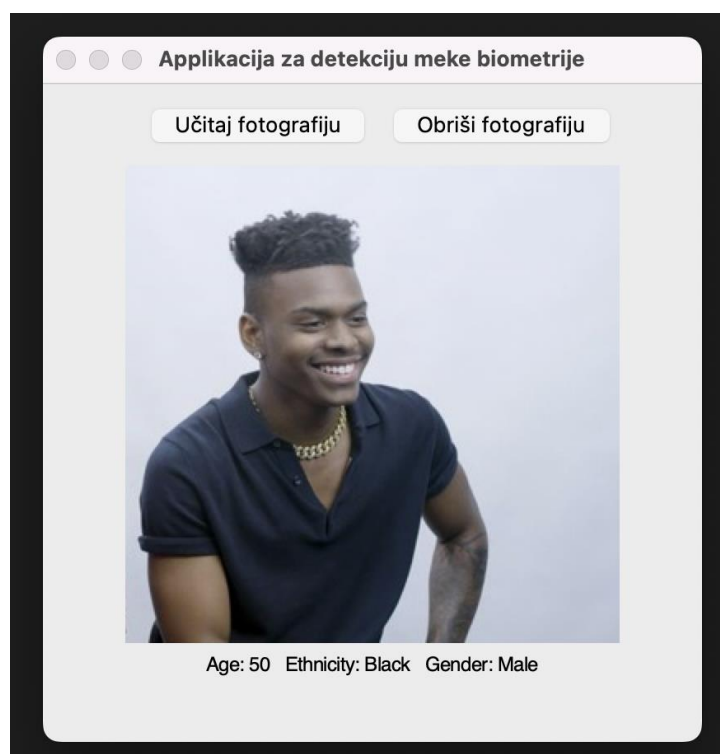 Applikacija za detekciju meke biometrije
Učitaj fotografiju Obriši fotografiju
Age: 50 Ethnicity: Black Gender: Male